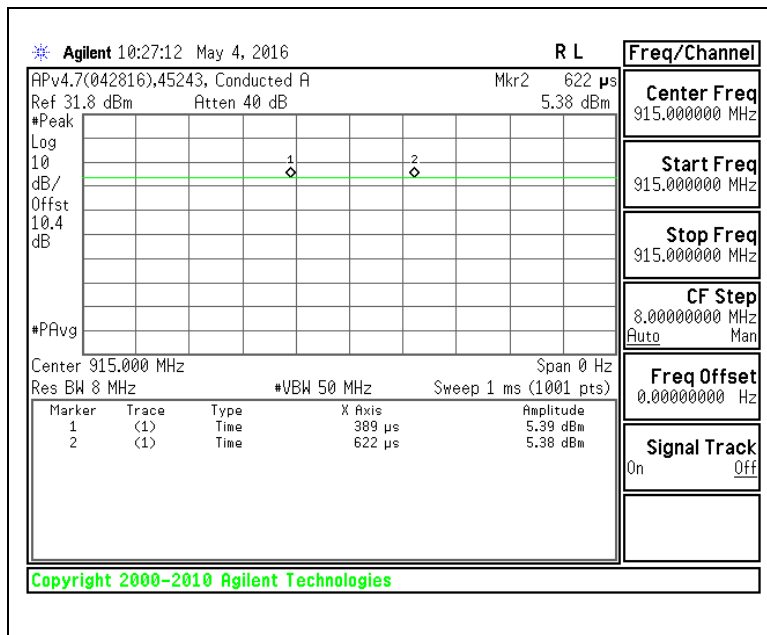 Agilent 10:27:12 May 4, 2016 R L
Freq/Channel
APv4.7(042816),45243, Conducted A Mkr2 622 µs
Ref 31.8 dBm Atten 40 dB 5.38 dBm
#Peak
Log
10
dB/
Offst
10.4
dB
#PAvg
1 2
Center 915.000 MHz Span 0 Hz
Res BW 8 MHz #VBW 50 MHz Sweep 1 ms (1001 pts)
Marker Trace Type X Axis Amplitude
1 (1) Time 389 µs 5.39 dBm
2 (1) Time 622 µs 5.38 dBm
Center Freq
915.000000 MHz
Start Freq
915.000000 MHz
Stop Freq
915.000000 MHz
CF Step
8.00000000 MHz
Auto Man
Freq Offset
0.00000000 Hz
Signal Track
On Off
Copyright 2000-2010 Agilent Technologies